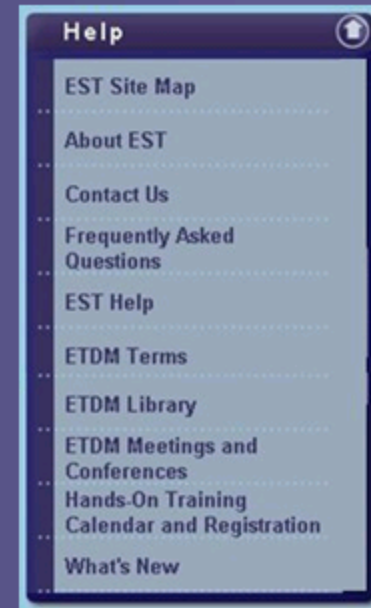 Help
EST Site Map
About EST
Contact Us
Frequently Asked
Questions
EST Help
ETDM Terms
ETDM Library
ETDM Meetings and
Conferences
Hands-On Training
Calendar and Registration
What's New